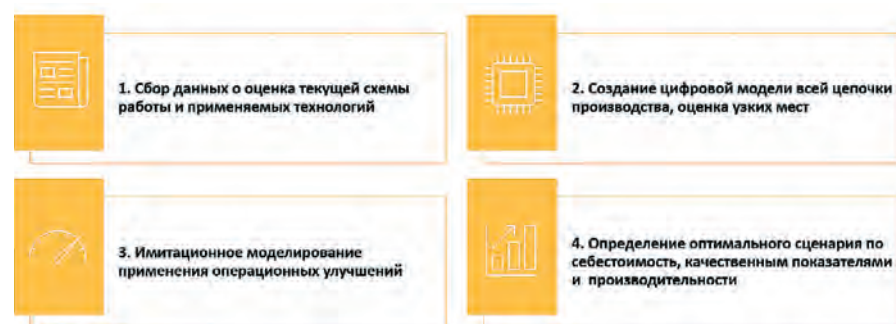 1. Сбор данных о оценка текущей схемы
работы и применяемых технологий
2. Создание цифровой модели всей цепочки
производства, оценка узких мест
3. Имитационное моделирование
применения операционных улучшений
4. Определение оптимального сценария по
себестоимость, качественным показателями
и производительности